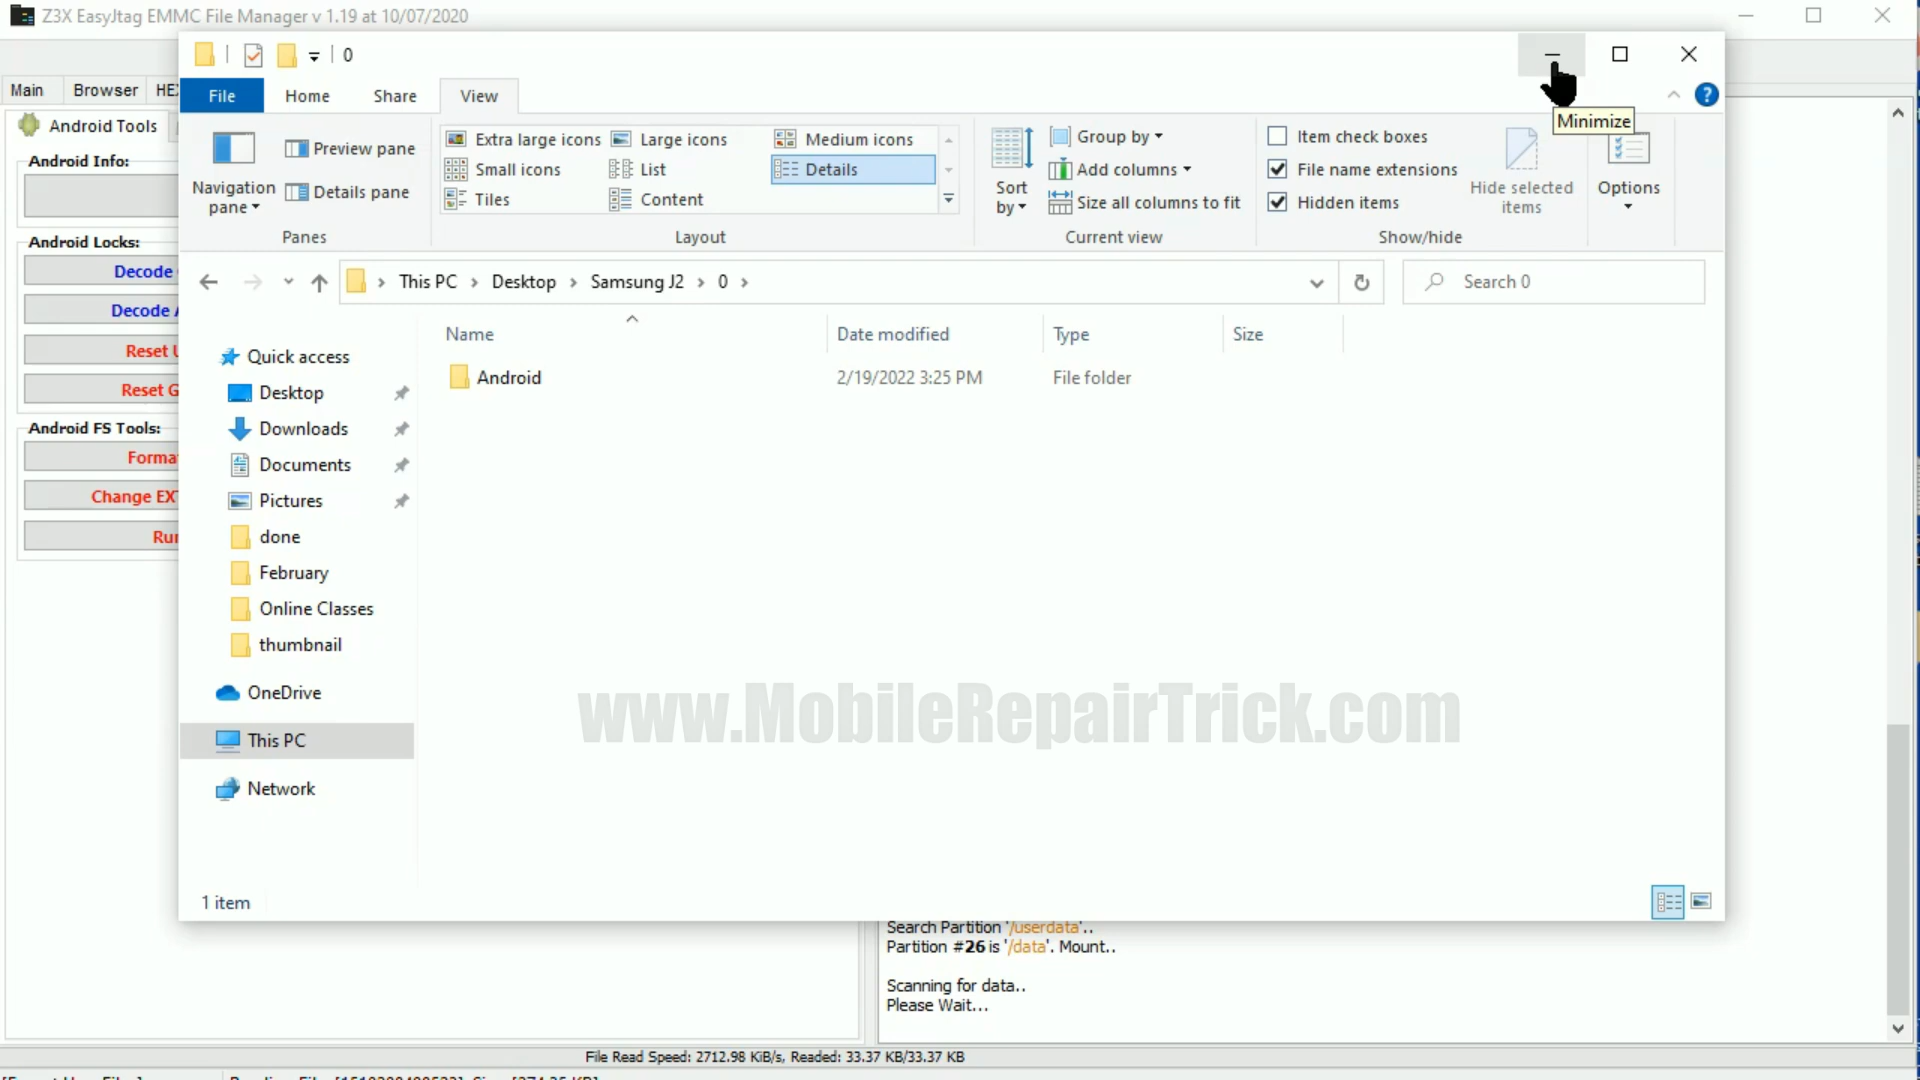 Z3X EasyJtag EMMC File Manager v 1.19 at 10/07/2020
0
Main Browser HEX
File Home Share View
Minimize
Android Tools
Android Info:
Android Locks:
Decode
Decode
Reset
Reset
Android FS Tools:
Change
Navigation pane
Preview pane
Details pane
Panes
Extra large icons Large icons Medium icons
Small icons List Details
Tiles Content
Layout
Sort by
Group by
Add columns
Size all columns to fit
Current view
Item check boxes
File name extensions
Hidden items
Hide selected items
Show/hide
Options
This PC Desktop Samsung J2 0
Search 0
Name Date modified Type Size
Android 2/19/2022 3:25 PM File folder
Quick access
Desktop
Downloads
Documents
Pictures
done
February
Online Classes
thumbnail
OneDrive
This PC
Network
www.MobileRepairTrick.com
1 item
Search Partition '/userdata'..
Partition #26 is '/data'. Mount..
Scanning for data..
Please Wait...
File Read Speed: 2712.98 KiB/s, Readed: 33.37 KB/33.37 KB